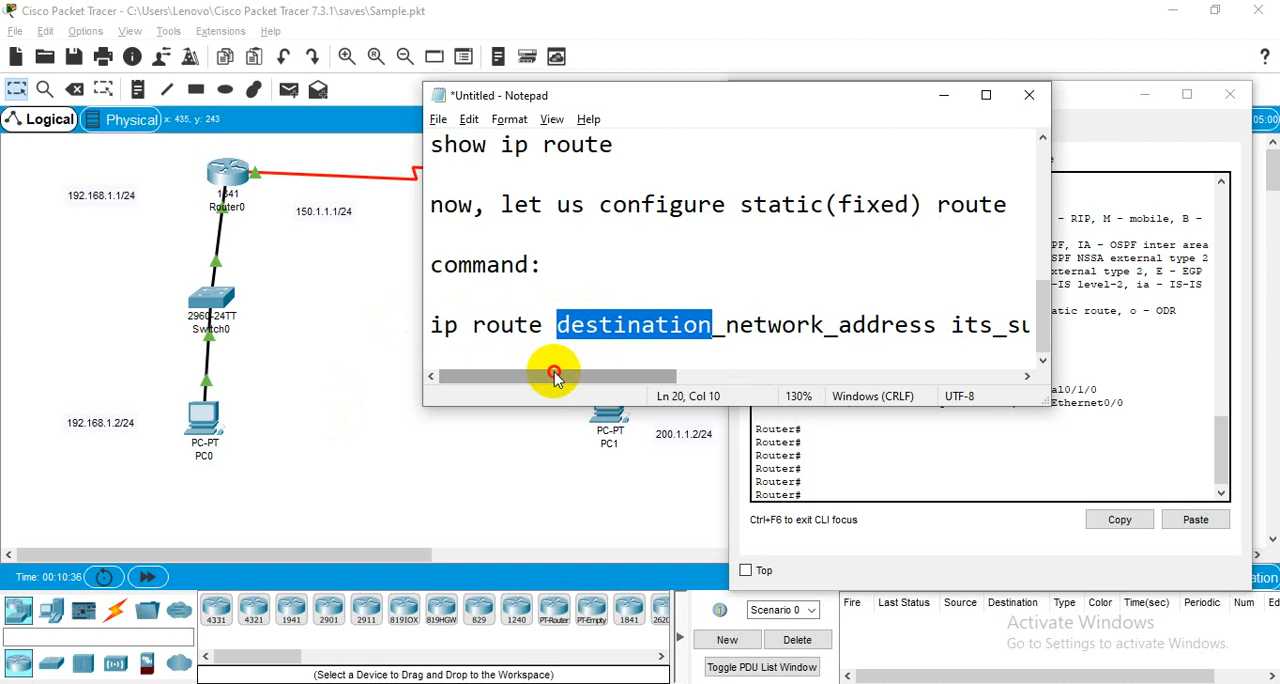 Cisco Packet Tracer - C:\Users\Lenovo\Cisco Packet Tracer 7.3.1\saves\Sample.pkt
File Edit Options View Tools Extensions Help
?
Logical
Physical x: 435, y: 243
05:00
*Untitled - Notepad
File Edit Format View Help
show ip route
now, let us configure static(fixed) route
command:
ip route destination_network_address its_su
Ln 20, Col 10 130% Windows (CRLF) UTF-8
192.168.1.1/24
1841
Router0
150.1.1.1/24
2960-24TT
Switch0
192.168.1.2/24
PC-PT
PC0
PC-PT
PC1
200.1.1.2/24
- RIP, M - mobile, B -
PF, IA - OSPF inter area
SPF NSSA external type 2
xternal type 2, E - EGP
-IS level-2, ia - IS-IS
atic route, o - ODR
al0/1/0
Ethernet0/0
Router#
Router#
Router#
Router#
Router#
Router#
Ctrl+F6 to exit CLI focus
Copy
Paste
Top
Time: 00:10:36
ation
4331 4321 1941 2901 2911 819IOX 819HGW 829 1240 PT-Router PT-Empty 1841 2620
(Select a Device to Drag and Drop to the Workspace)
Scenario 0
New
Delete
Toggle PDU List Window
Fire Last Status Source Destination Type Color Time(sec) Periodic Num Ed
Activate Windows
Go to Settings to activate Windows.